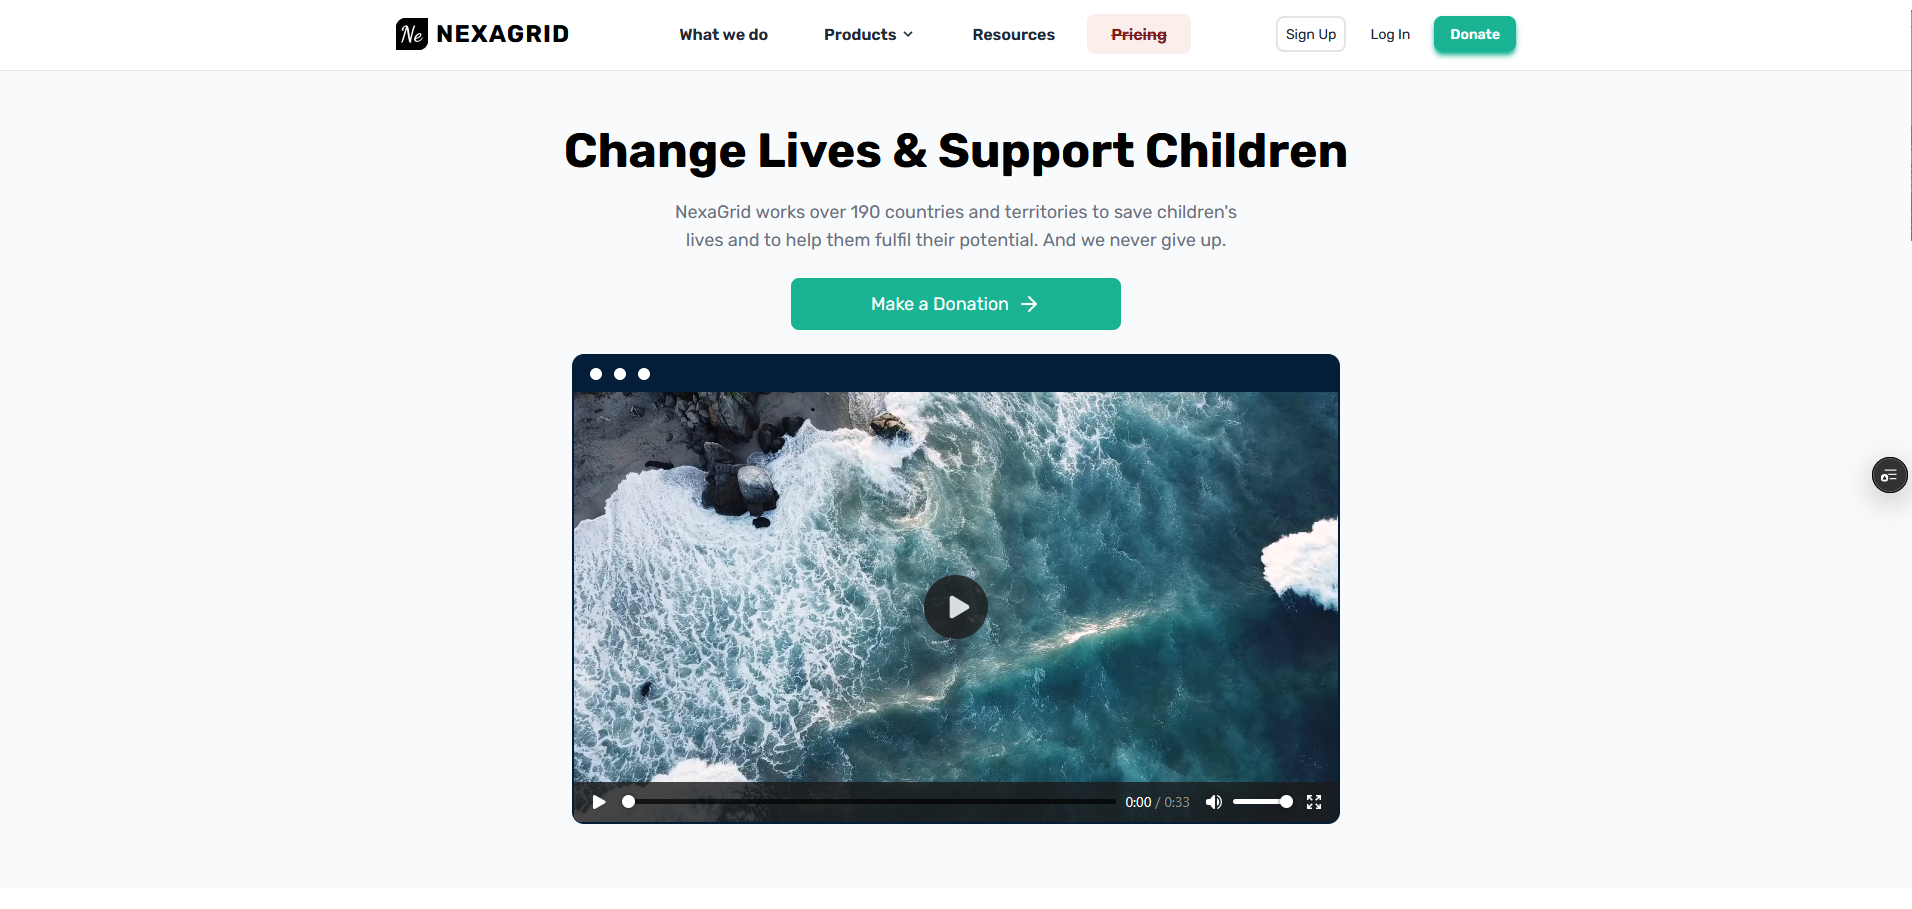 Ne NEXAGRID
What we do
Products
Resources
Pricing
Sign Up
Log In
Donate
Change Lives & Support Children
NexaGrid works over 190 countries and territories to save children's
lives and to help them fulfil their potential. And we never give up.
Make a Donation
0:00 / 0:33